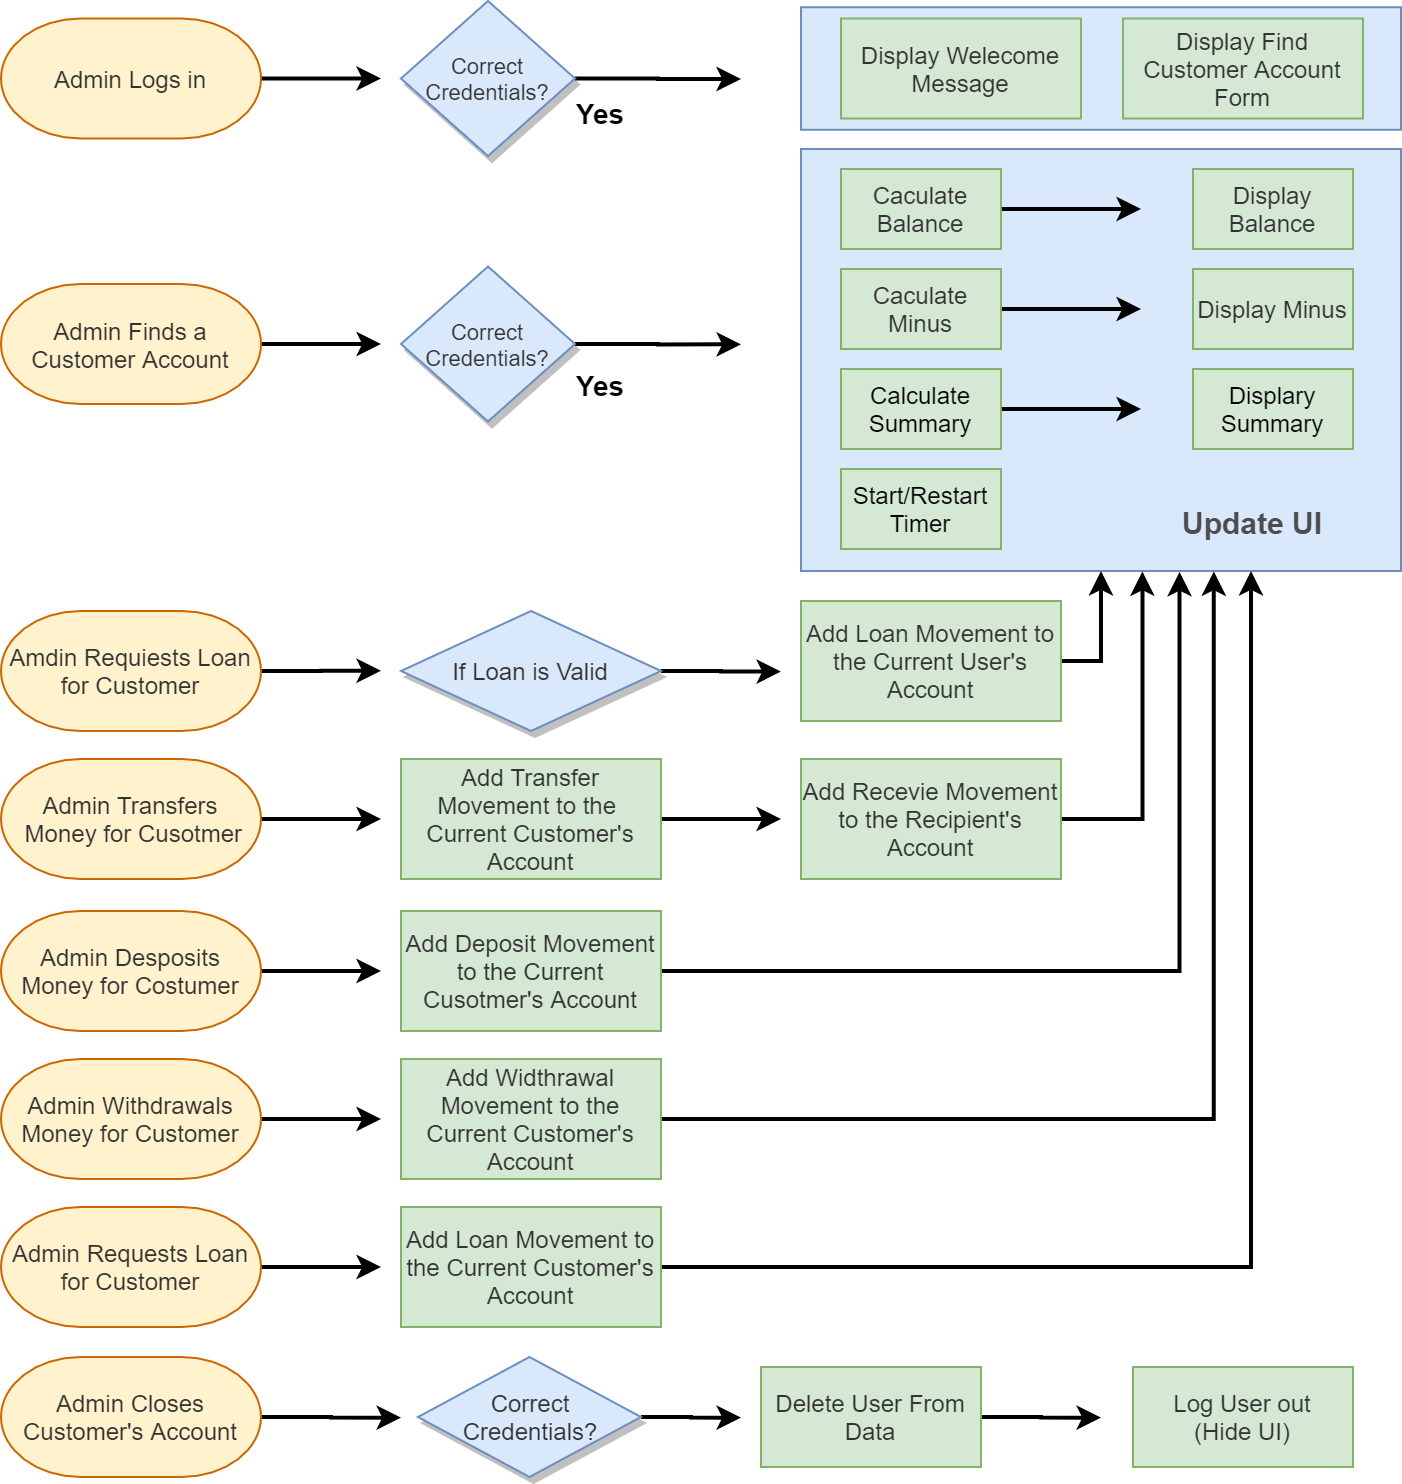 Admin Logs in
Correct
Credentials?
Yes
Display Welecome
Message
Display Find
Customer Account
Form
Caculate
Balance
Display
Balance
Caculate
Minus
Display Minus
Admin Finds a
Customer Account
Correct
Credentials?
Yes
Calculate
Summary
Displary
Summary
Start/Restart
Timer
Update UI
Amdin Requiests Loan
for Customer
If Loan is Valid
Add Loan Movement to
the Current User's
Account
Admin Transfers
Money for Cusotmer
Add Transfer
Movement to the
Current Customer's
Account
Add Recevie Movement
to the Recipient's
Account
Admin Desposits
Money for Costumer
Add Deposit Movement
to the Current
Cusotmer's Account
Admin Withdrawals
Money for Customer
Add Widthrawal
Movement to the
Current Customer's
Account
Admin Requests Loan
for Customer
Add Loan Movement to
the Current Customer's
Account
Admin Closes
Customer's Account
Correct
Credentials?
Delete User From
Data
Log User out
(Hide UI)